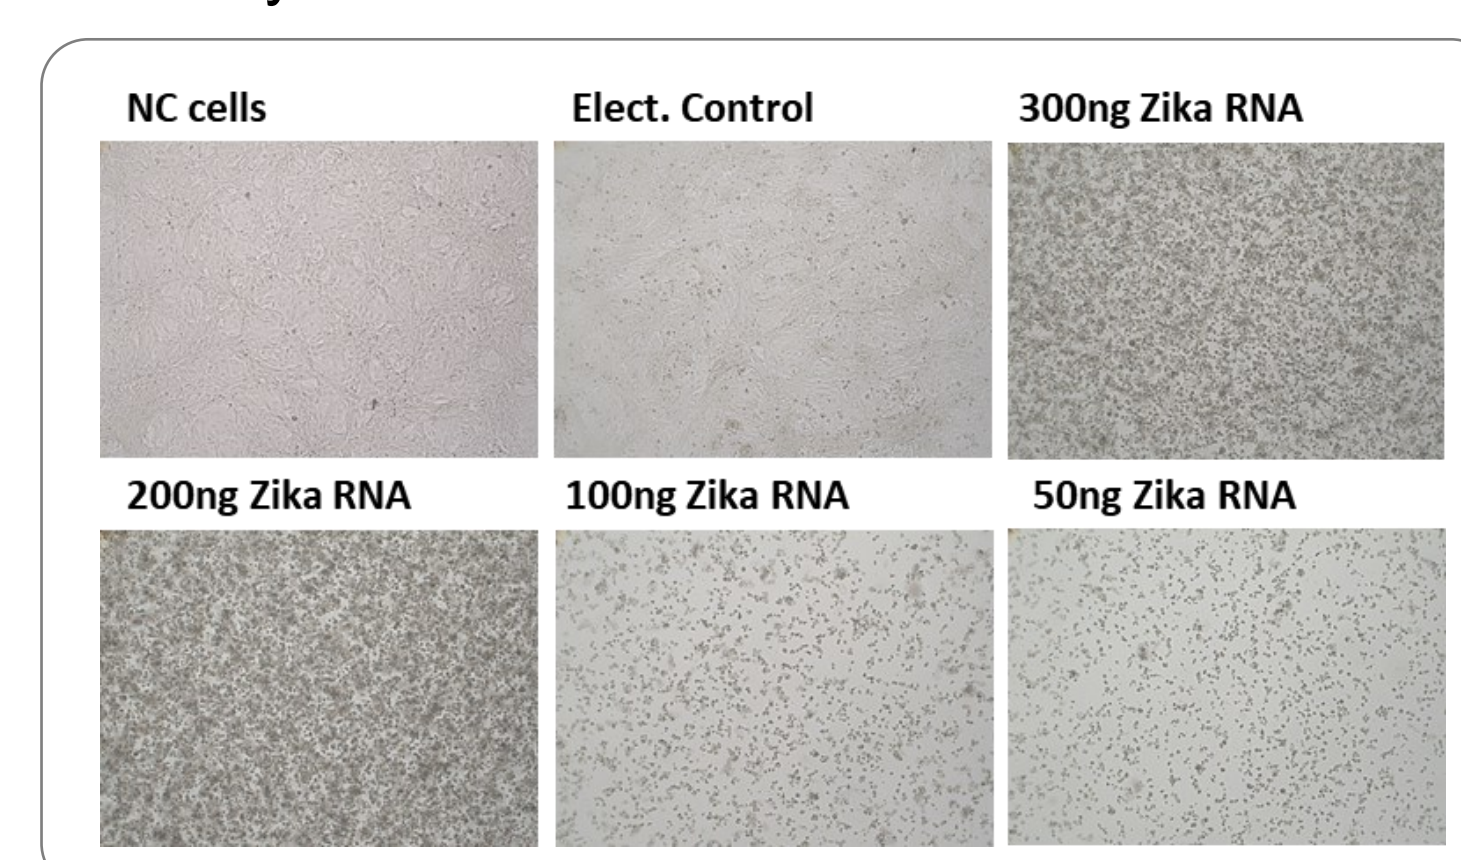 NC cells
Elect. Control
300ng Zika RNA
200ng Zika RNA
100ng Zika RNA
50ng Zika RNA